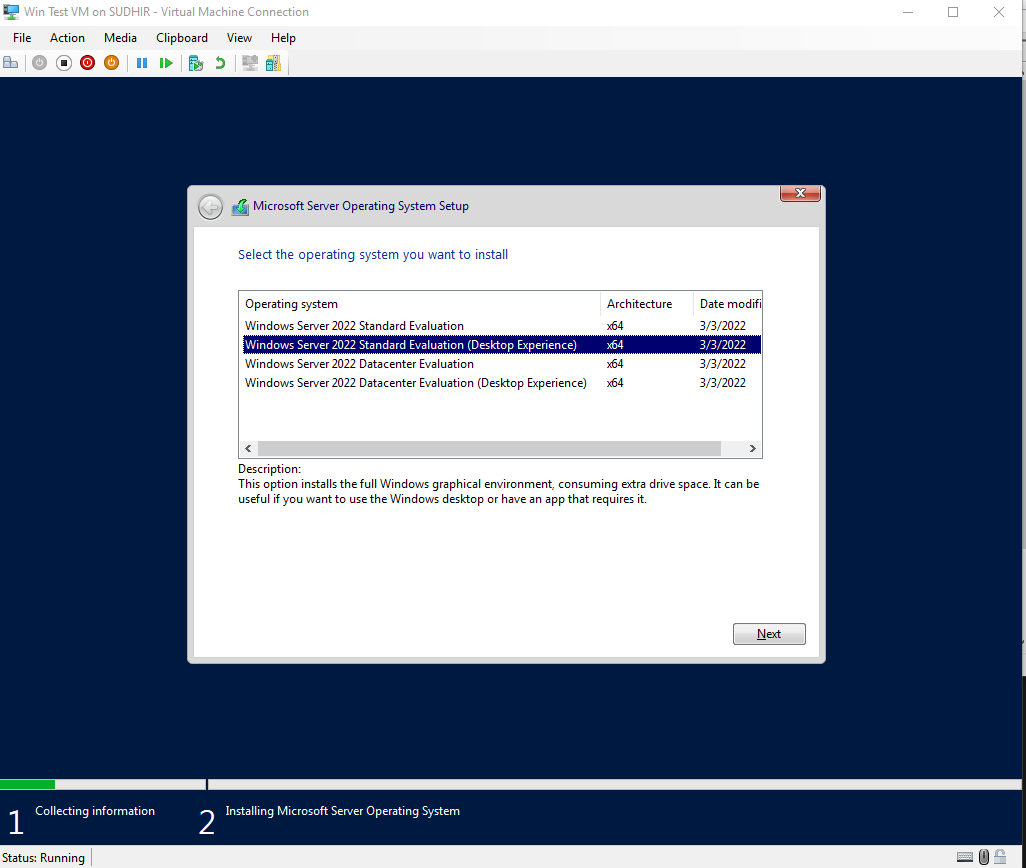 Win Test VM on SUDHIR - Virtual Machine Connection
File Action Media Clipboard View Help
Microsoft Server Operating System Setup
Select the operating system you want to install
Operating system Architecture Date modifi
Windows Server 2022 Standard Evaluation x64 3/3/2022
Windows Server 2022 Standard Evaluation (Desktop Experience) x64 3/3/2022
Windows Server 2022 Datacenter Evaluation x64 3/3/2022
Windows Server 2022 Datacenter Evaluation (Desktop Experience) x64 3/3/2022
Description:
This option installs the full Windows graphical environment, consuming extra drive space. It can be
useful if you want to use the Windows desktop or have an app that requires it.
Next
1 Collecting information 2 Installing Microsoft Server Operating System
Status: Running